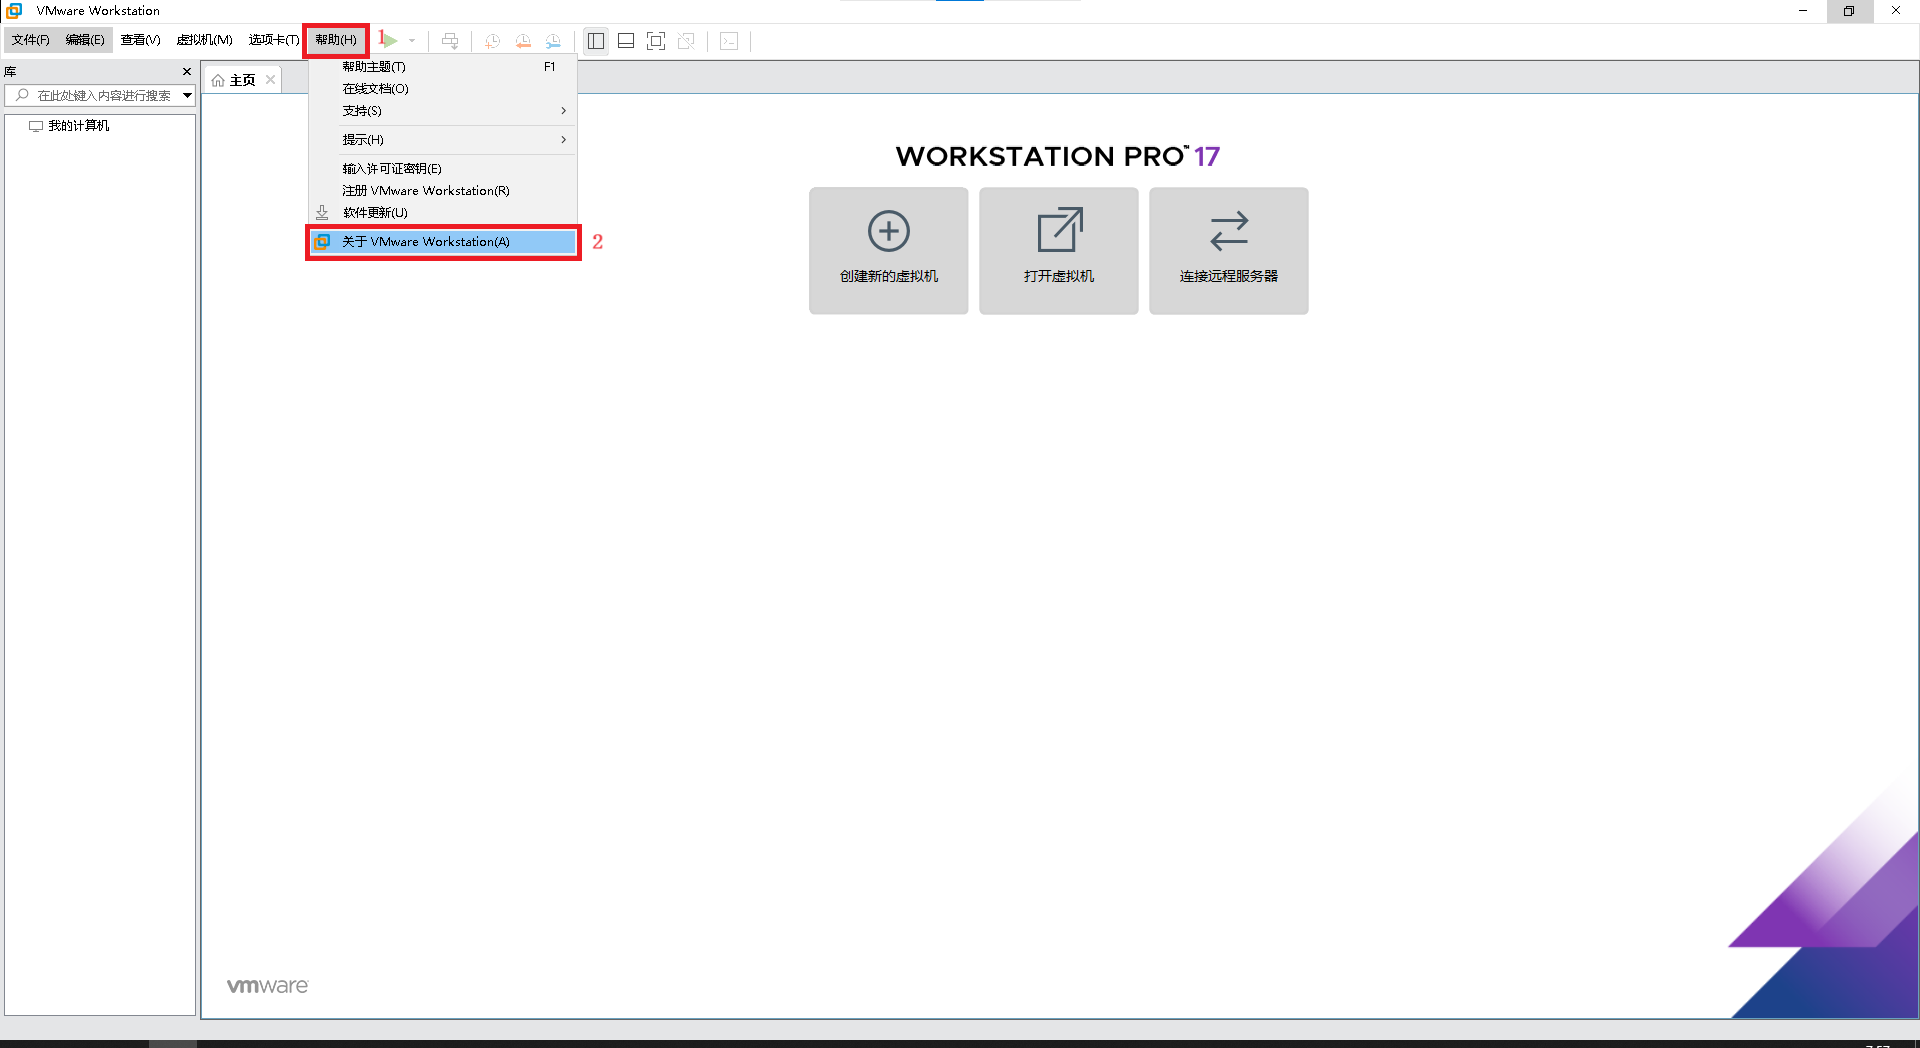 VMware Workstation
文件(F) 编辑(E) 查看(V) 虚拟机(M) 选项卡(T) 帮助(H) 1
库
在此处键入内容进行搜索
我的计算机
主页
帮助主题(T) F1
在线文档(O)
支持(S)
提示(H)
输入许可证密钥(E)
注册 VMware Workstation(R)
软件更新(U)
关于 VMware Workstation(A) 2
WORKSTATION PRO™ 17
创建新的虚拟机 打开虚拟机 连接远程服务器
vmware